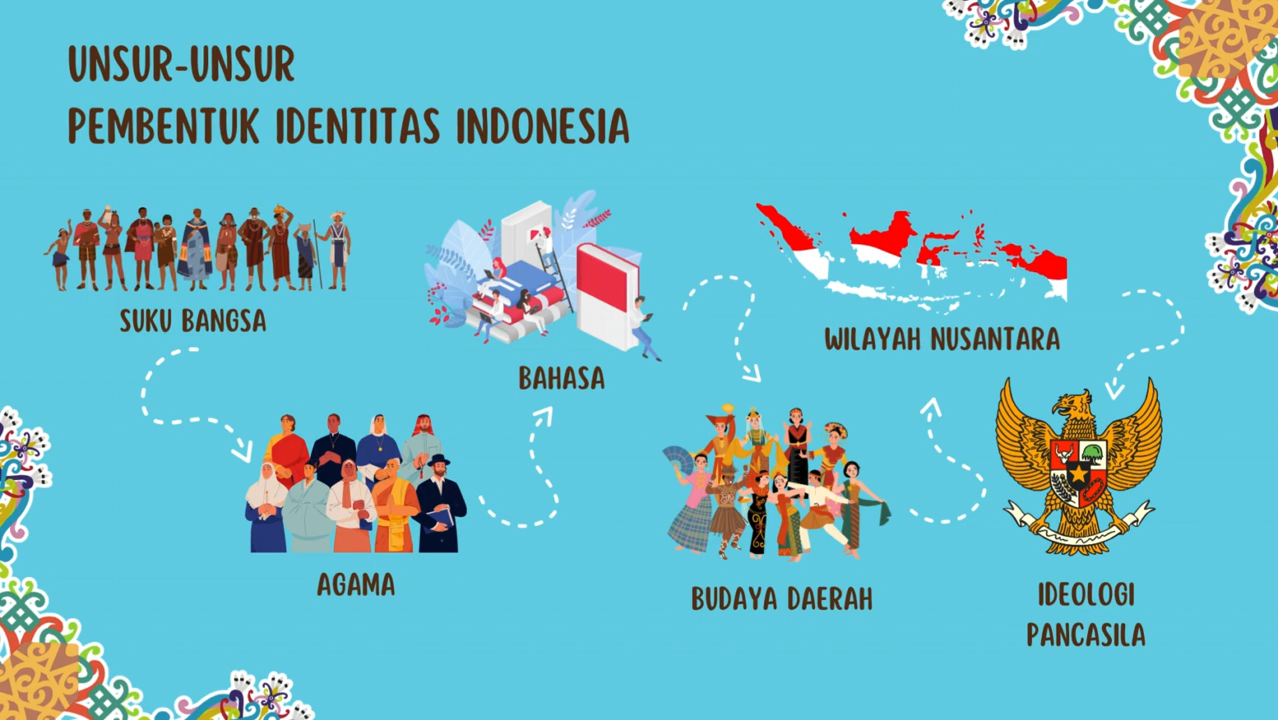 UNSUR-UNSUR
PEMBENTUK IDENTITAS INDONESIA
SUKU BANGSA
AGAMA
BAHASA
BUDAYA DAERAH
WILAYAH NUSANTARA
IDEOLOGI
PANCASILA